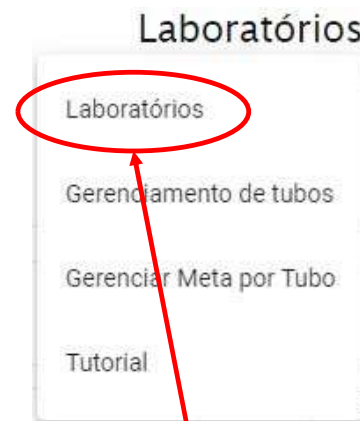 Laboratórios
Laboratórios
Gerenciamento de tubos
Gerenciar Meta por Tubo
Tutorial